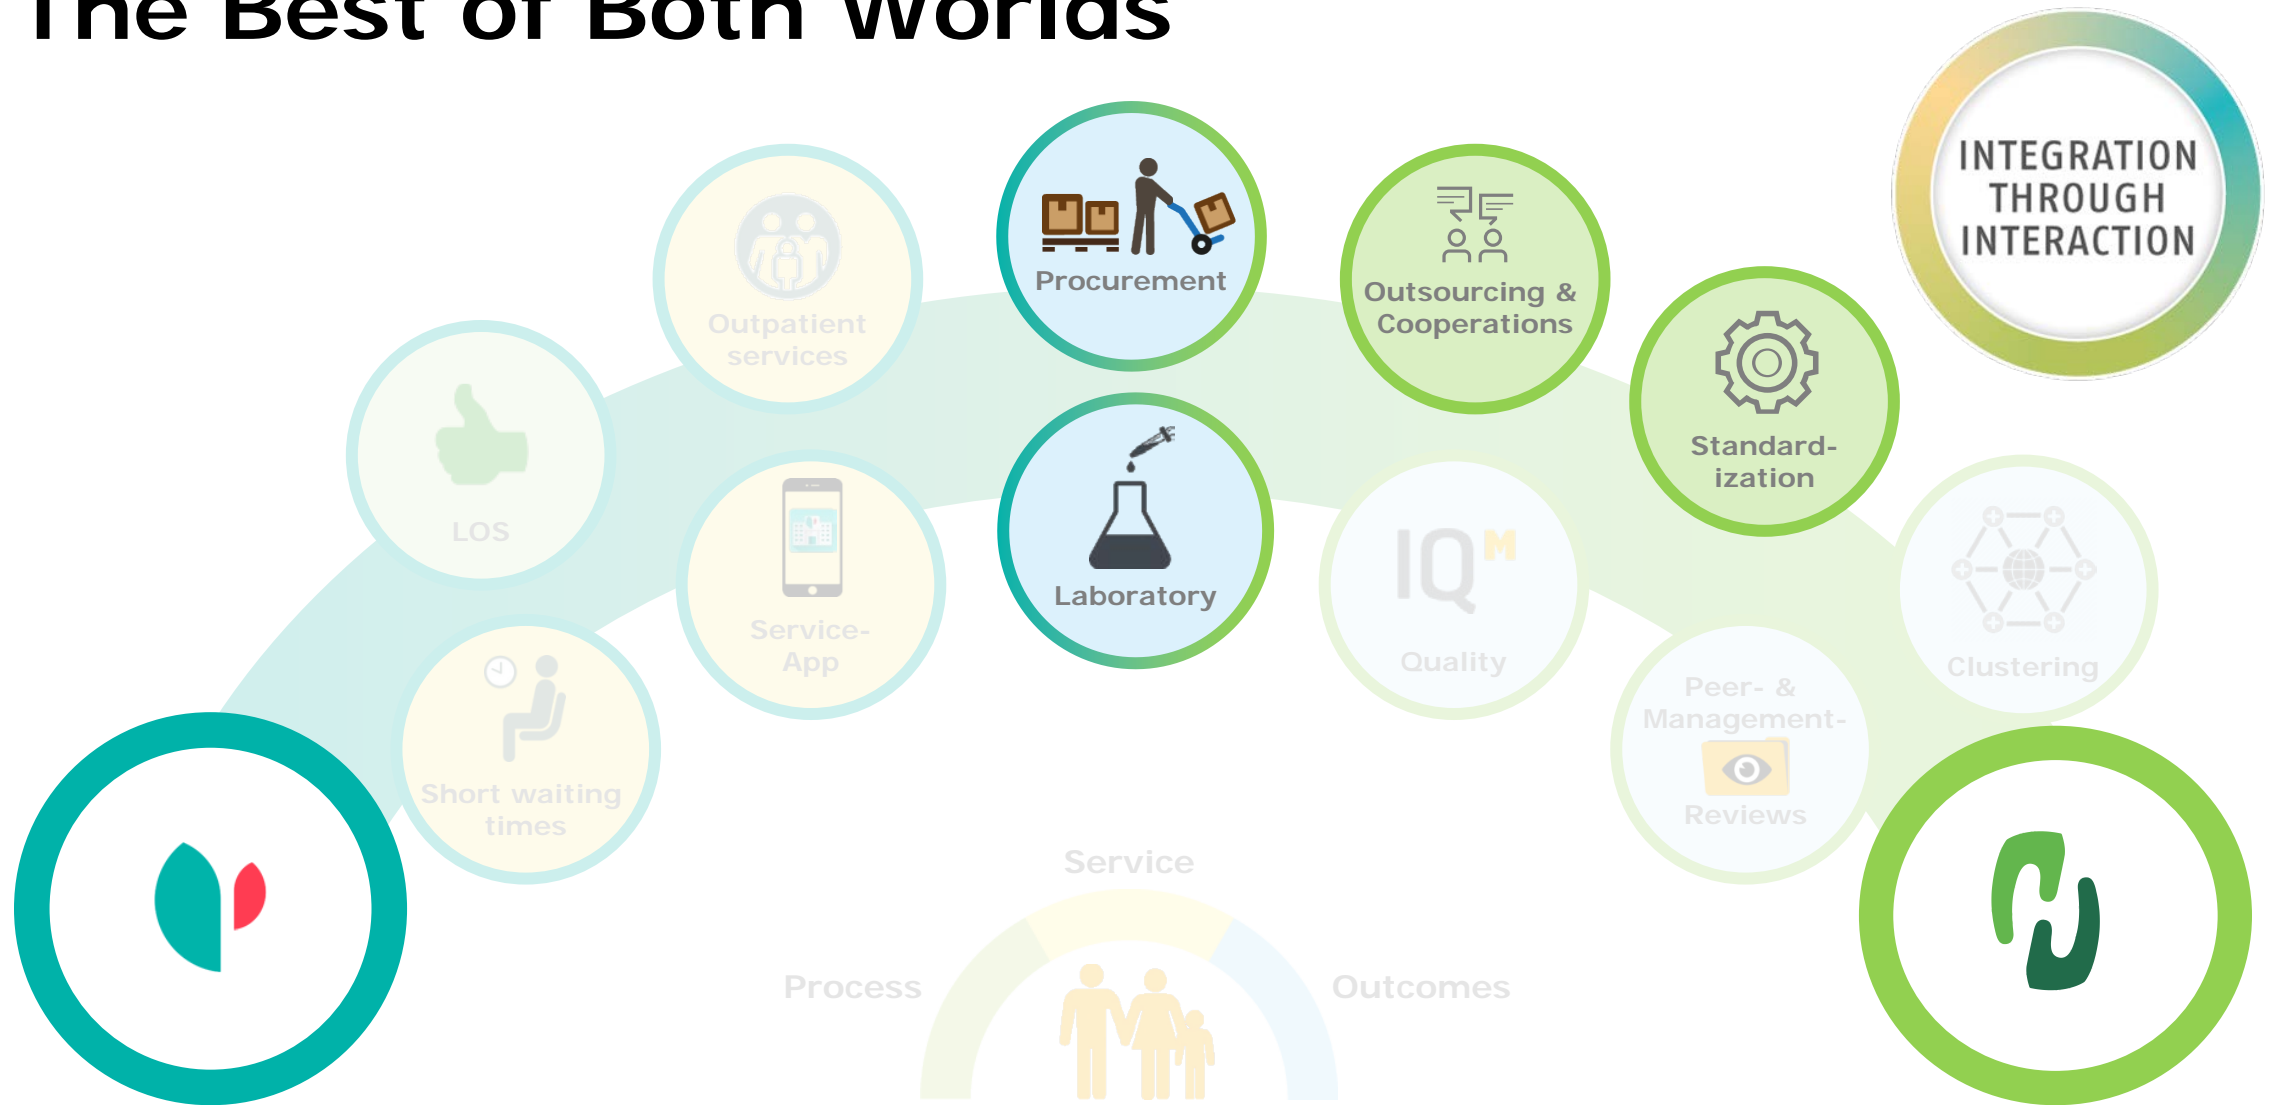 The Best of Both Worlds
INTEGRATION
THROUGH
INTERACTION
Procurement
Outsourcing &
Cooperations
Outpatient
services
Standard-
ization
LOS
Laboratory
Service-
App
IQM
Quality
Clustering
Peer- &
Management-
Reviews
Short waiting
times
Service
Process
Outcomes